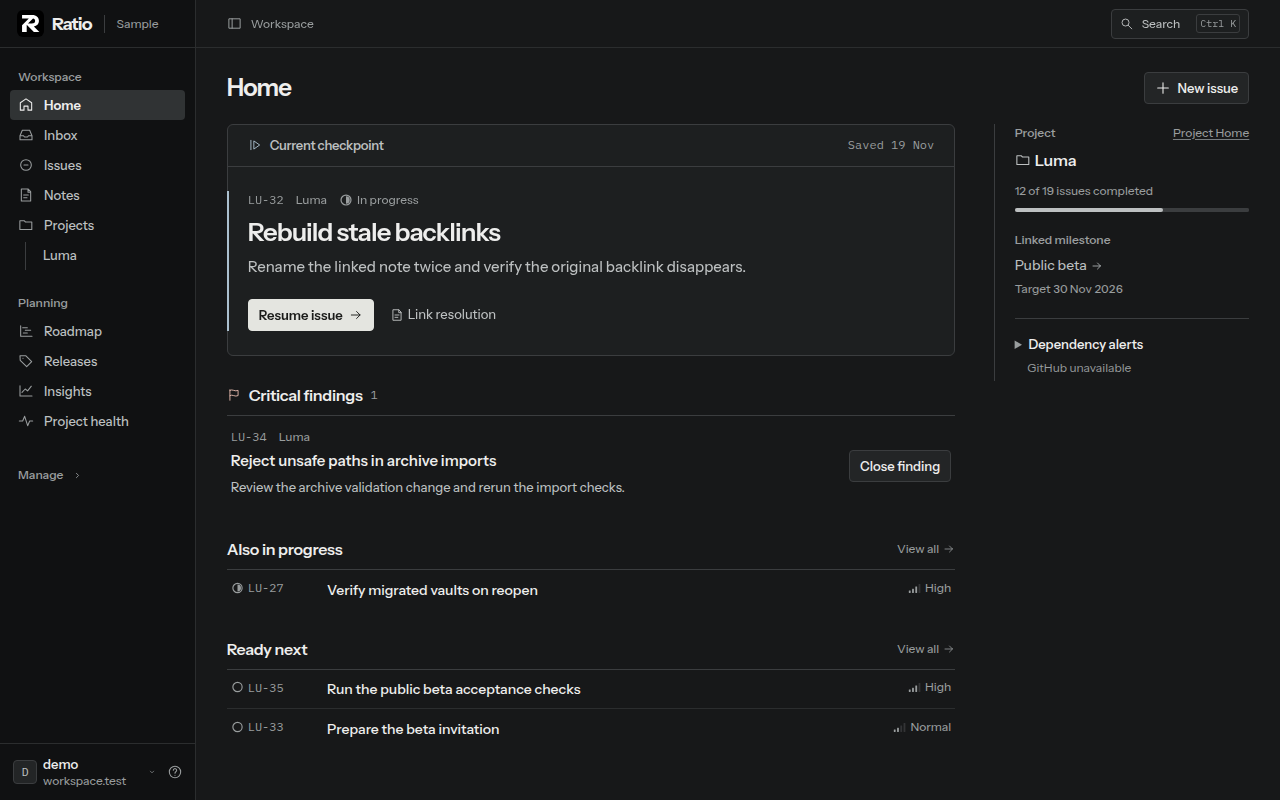 Ratio
Sample
Workspace
Home
Inbox
Issues
Notes
Projects
Luma
Planning
Roadmap
Releases
Insights
Project health
Manage
D
demo
workspace.test
Workspace
Search Ctrl K
Home
New issue
Current checkpoint
Saved 19 Nov
LU-32 Luma In progress
Rebuild stale backlinks
Rename the linked note twice and verify the original backlink disappears.
Resume issue →
Link resolution
Critical findings 1
LU-34 Luma
Reject unsafe paths in archive imports
Review the archive validation change and rerun the import checks.
Close finding
Also in progress
View all →
LU-27 Verify migrated vaults on reopen High
Ready next
View all →
LU-35 Run the public beta acceptance checks High
LU-33 Prepare the beta invitation Normal
Project
Project Home
Luma
12 of 19 issues completed
Linked milestone
Public beta →
Target 30 Nov 2026
Dependency alerts
GitHub unavailable